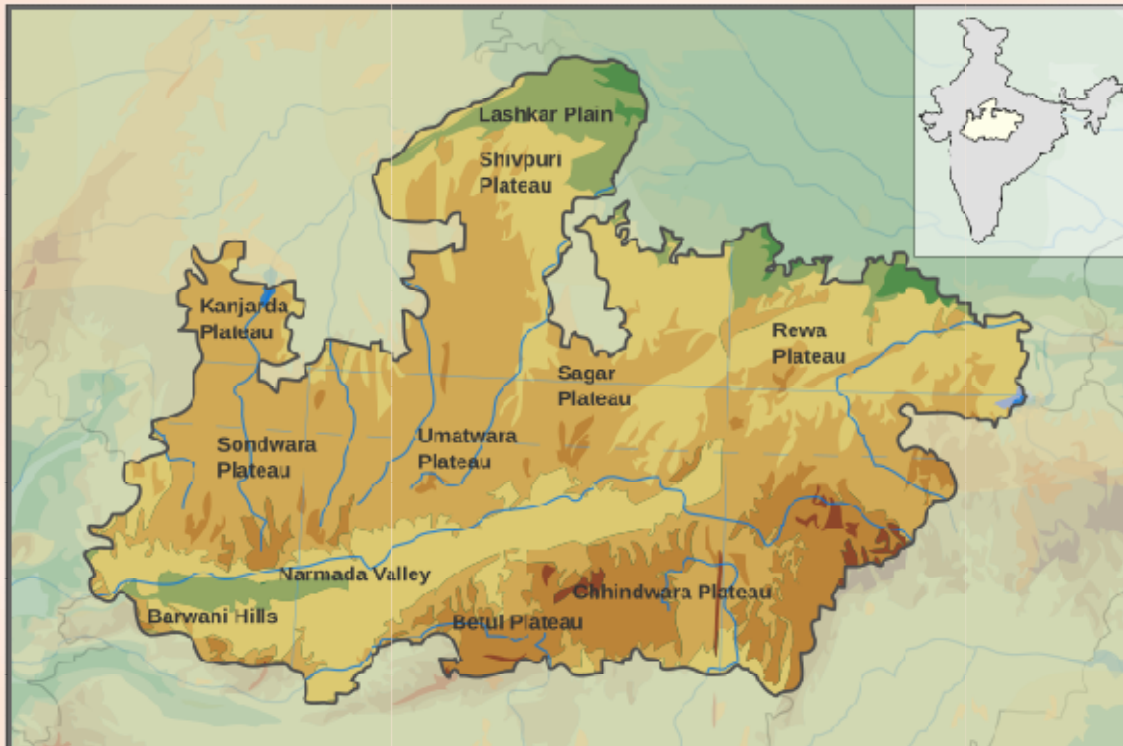 Lashkar Plain
Shivpuri
Plateau
Kanjarda
Plateau
Rewa
Plateau
Sagar
Plateau
Sondwara
Plateau
Umatwara
Plateau
Narmada Valley
Chhindwara Plateau
Barwani Hills
Betul Plateau